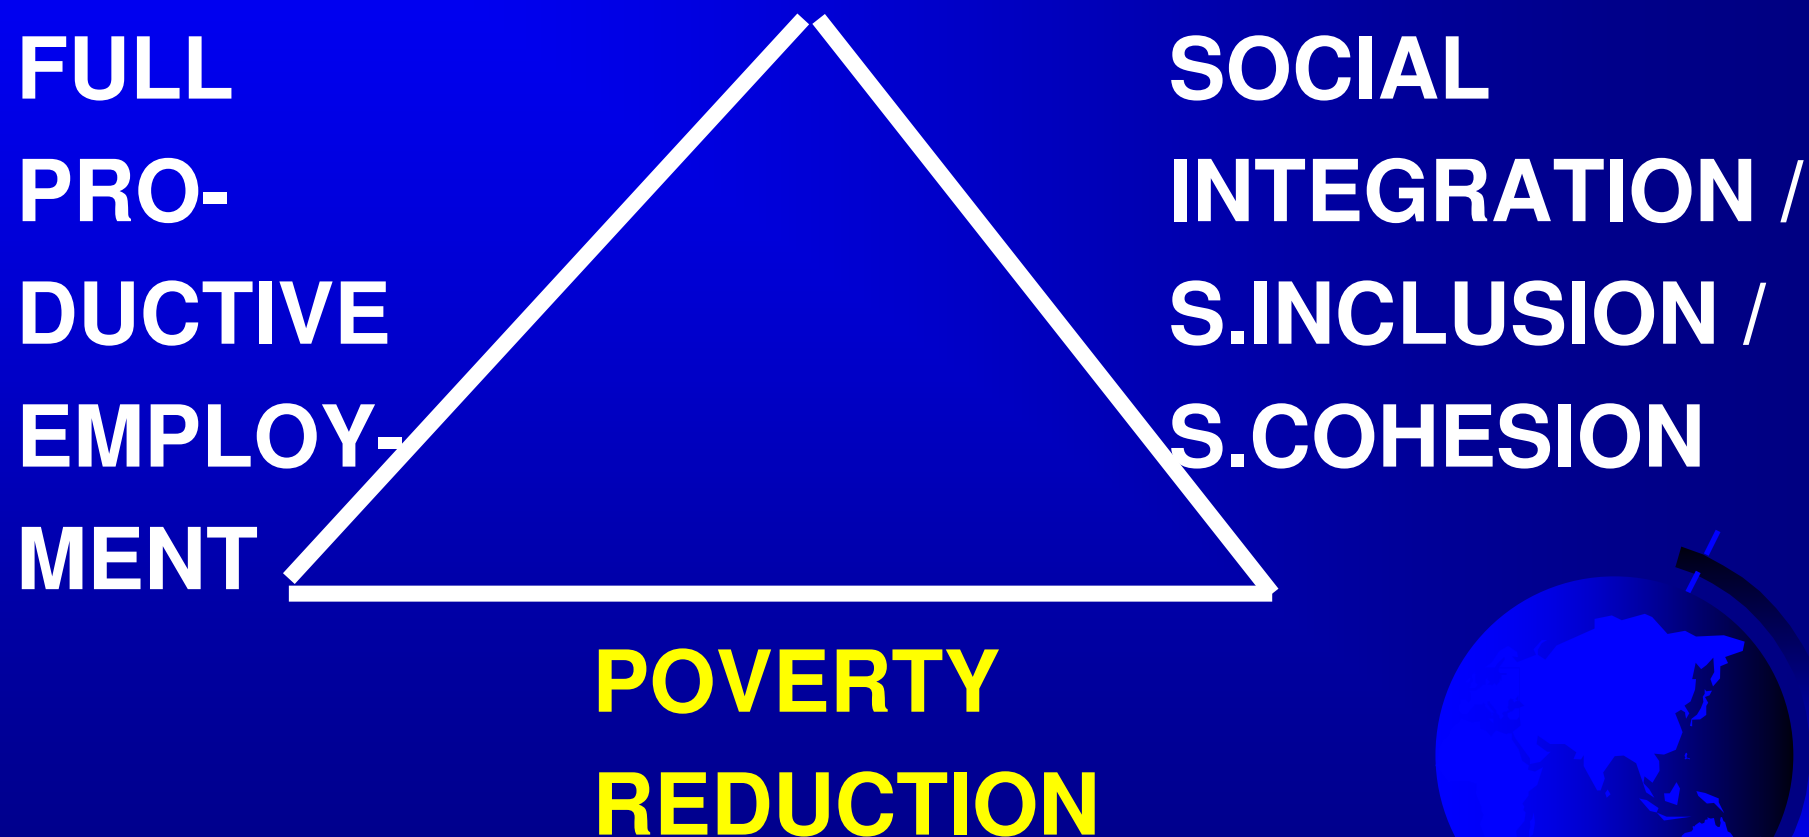 FULL
PRO-
DUCTIVE
EMPLOY-
MENT
SOCIAL
INTEGRATION /
S.INCLUSION /
S.COHESION
POVERTY
REDUCTION